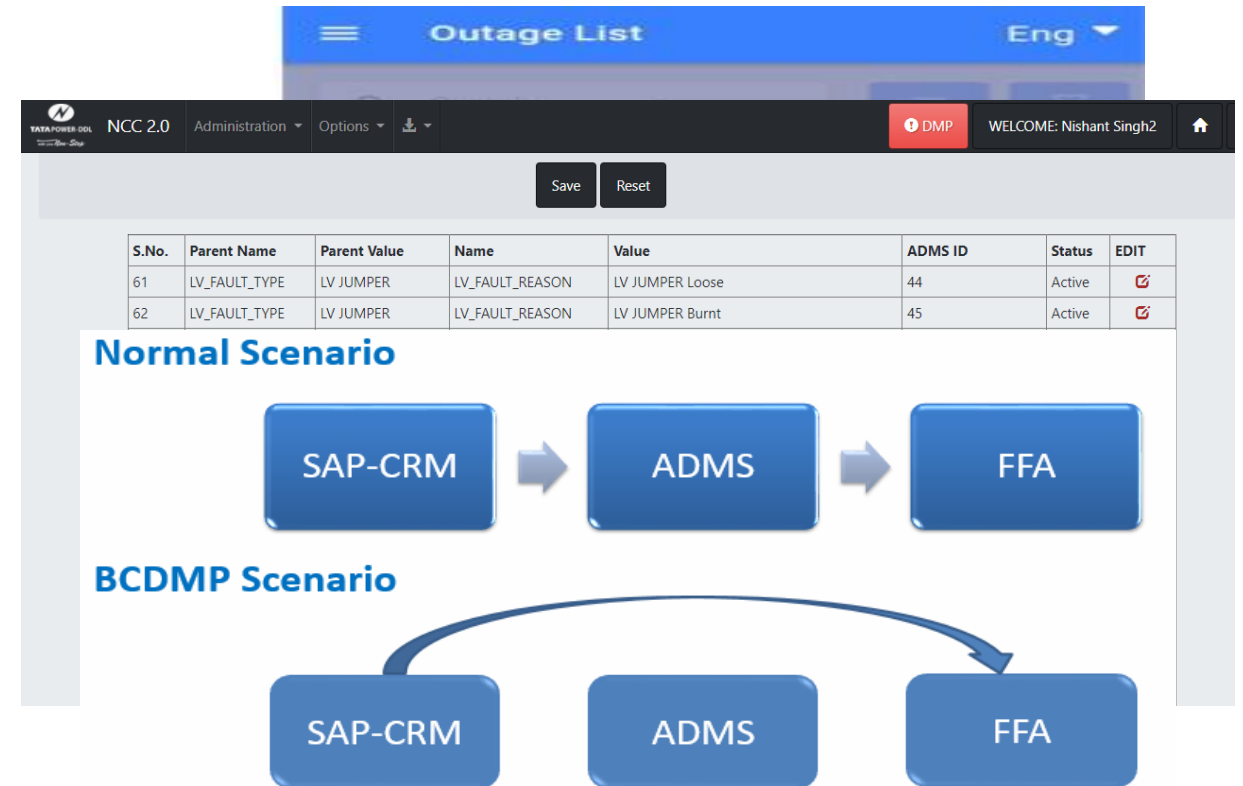 Outage List Eng
TATA POWER-DDL NCC 2.0 Administration Options DMP WELCOME: Nishant Singh2
Save Reset
S.No. Parent Name Parent Value Name Value ADMS ID Status EDIT
61 LV_FAULT_TYPE LV JUMPER LV_FAULT_REASON LV JUMPER Loose 44 Active
62 LV_FAULT_TYPE LV JUMPER LV_FAULT_REASON LV JUMPER Burnt 45 Active
Normal Scenario
SAP-CRM ADMS FFA
BCDMP Scenario
SAP-CRM ADMS FFA